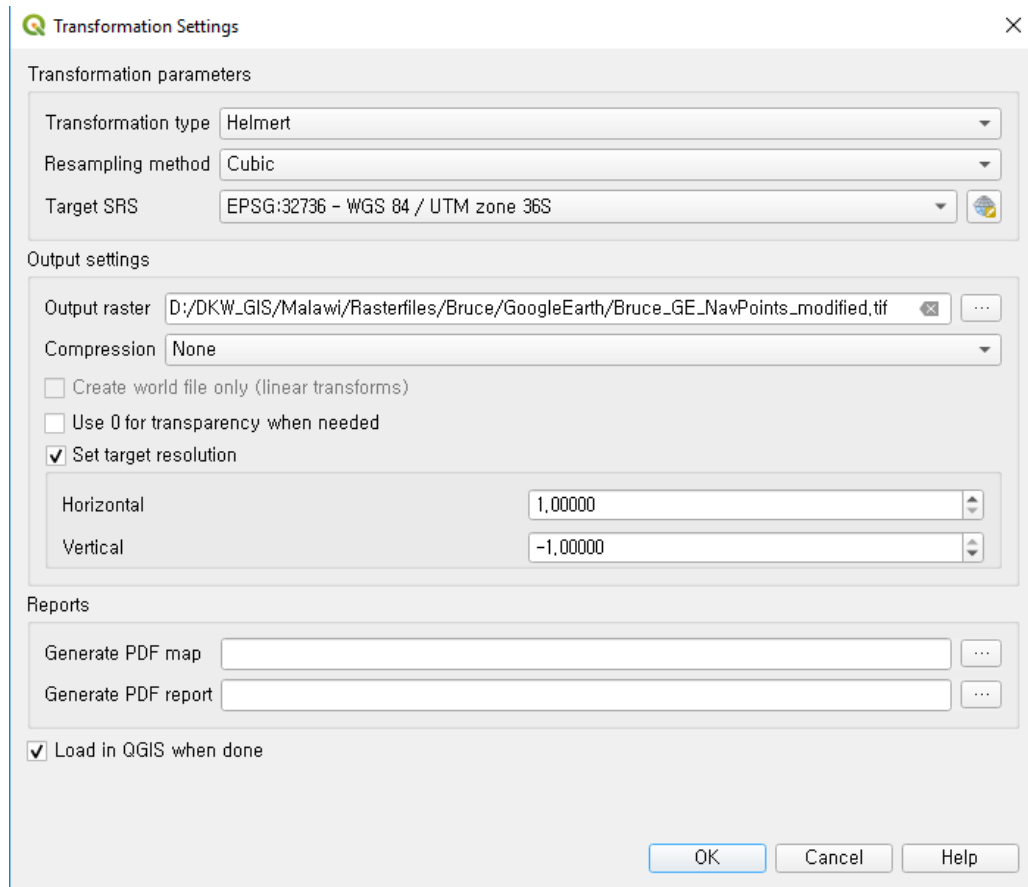 Transformation Settings
Transformation parameters
Transformation type Helmert
Resampling method Cubic
Target SRS EPSG:32736 - WGS 84 / UTM zone 36S
Output settings
Output raster D:/DKW_GIS/Malawi/Rasterfiles/Bruce/GoogleEarth/Bruce_GE_NavPoints_modified.tif ...
Compression None
Create world file only (linear transforms)
Use 0 for transparency when needed
Set target resolution
Horizontal 1.00000
Vertical -1.00000
Reports
Generate PDF map ...
Generate PDF report ...
Load in QGIS when done
OK Cancel Help